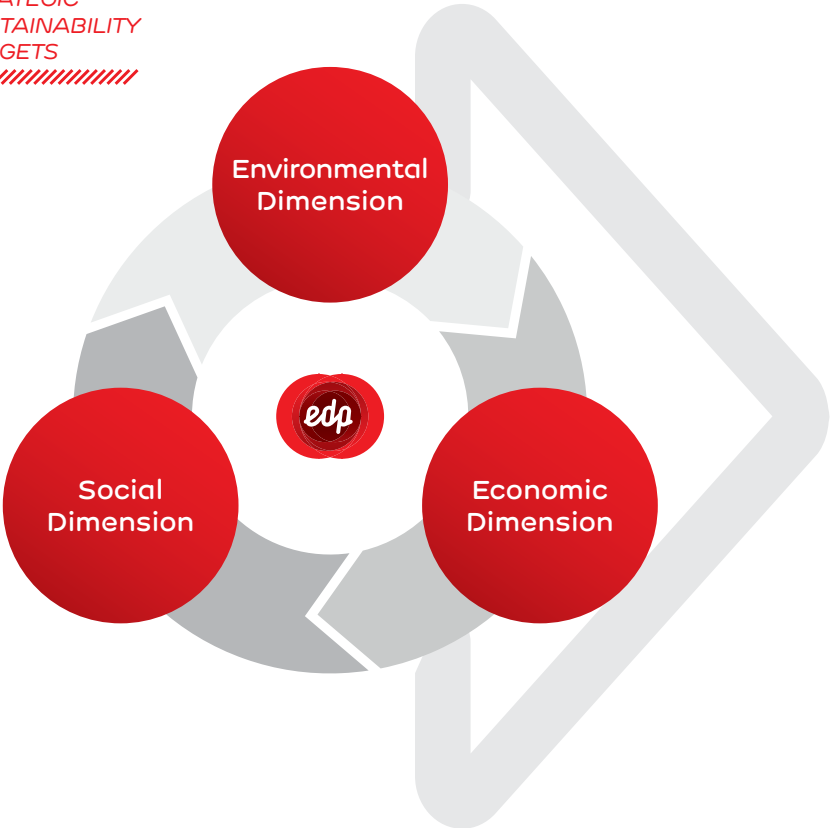 TAINABILITY
GETS
Environmental
Dimension
edp
Social
Dimension
Economic
Dimension